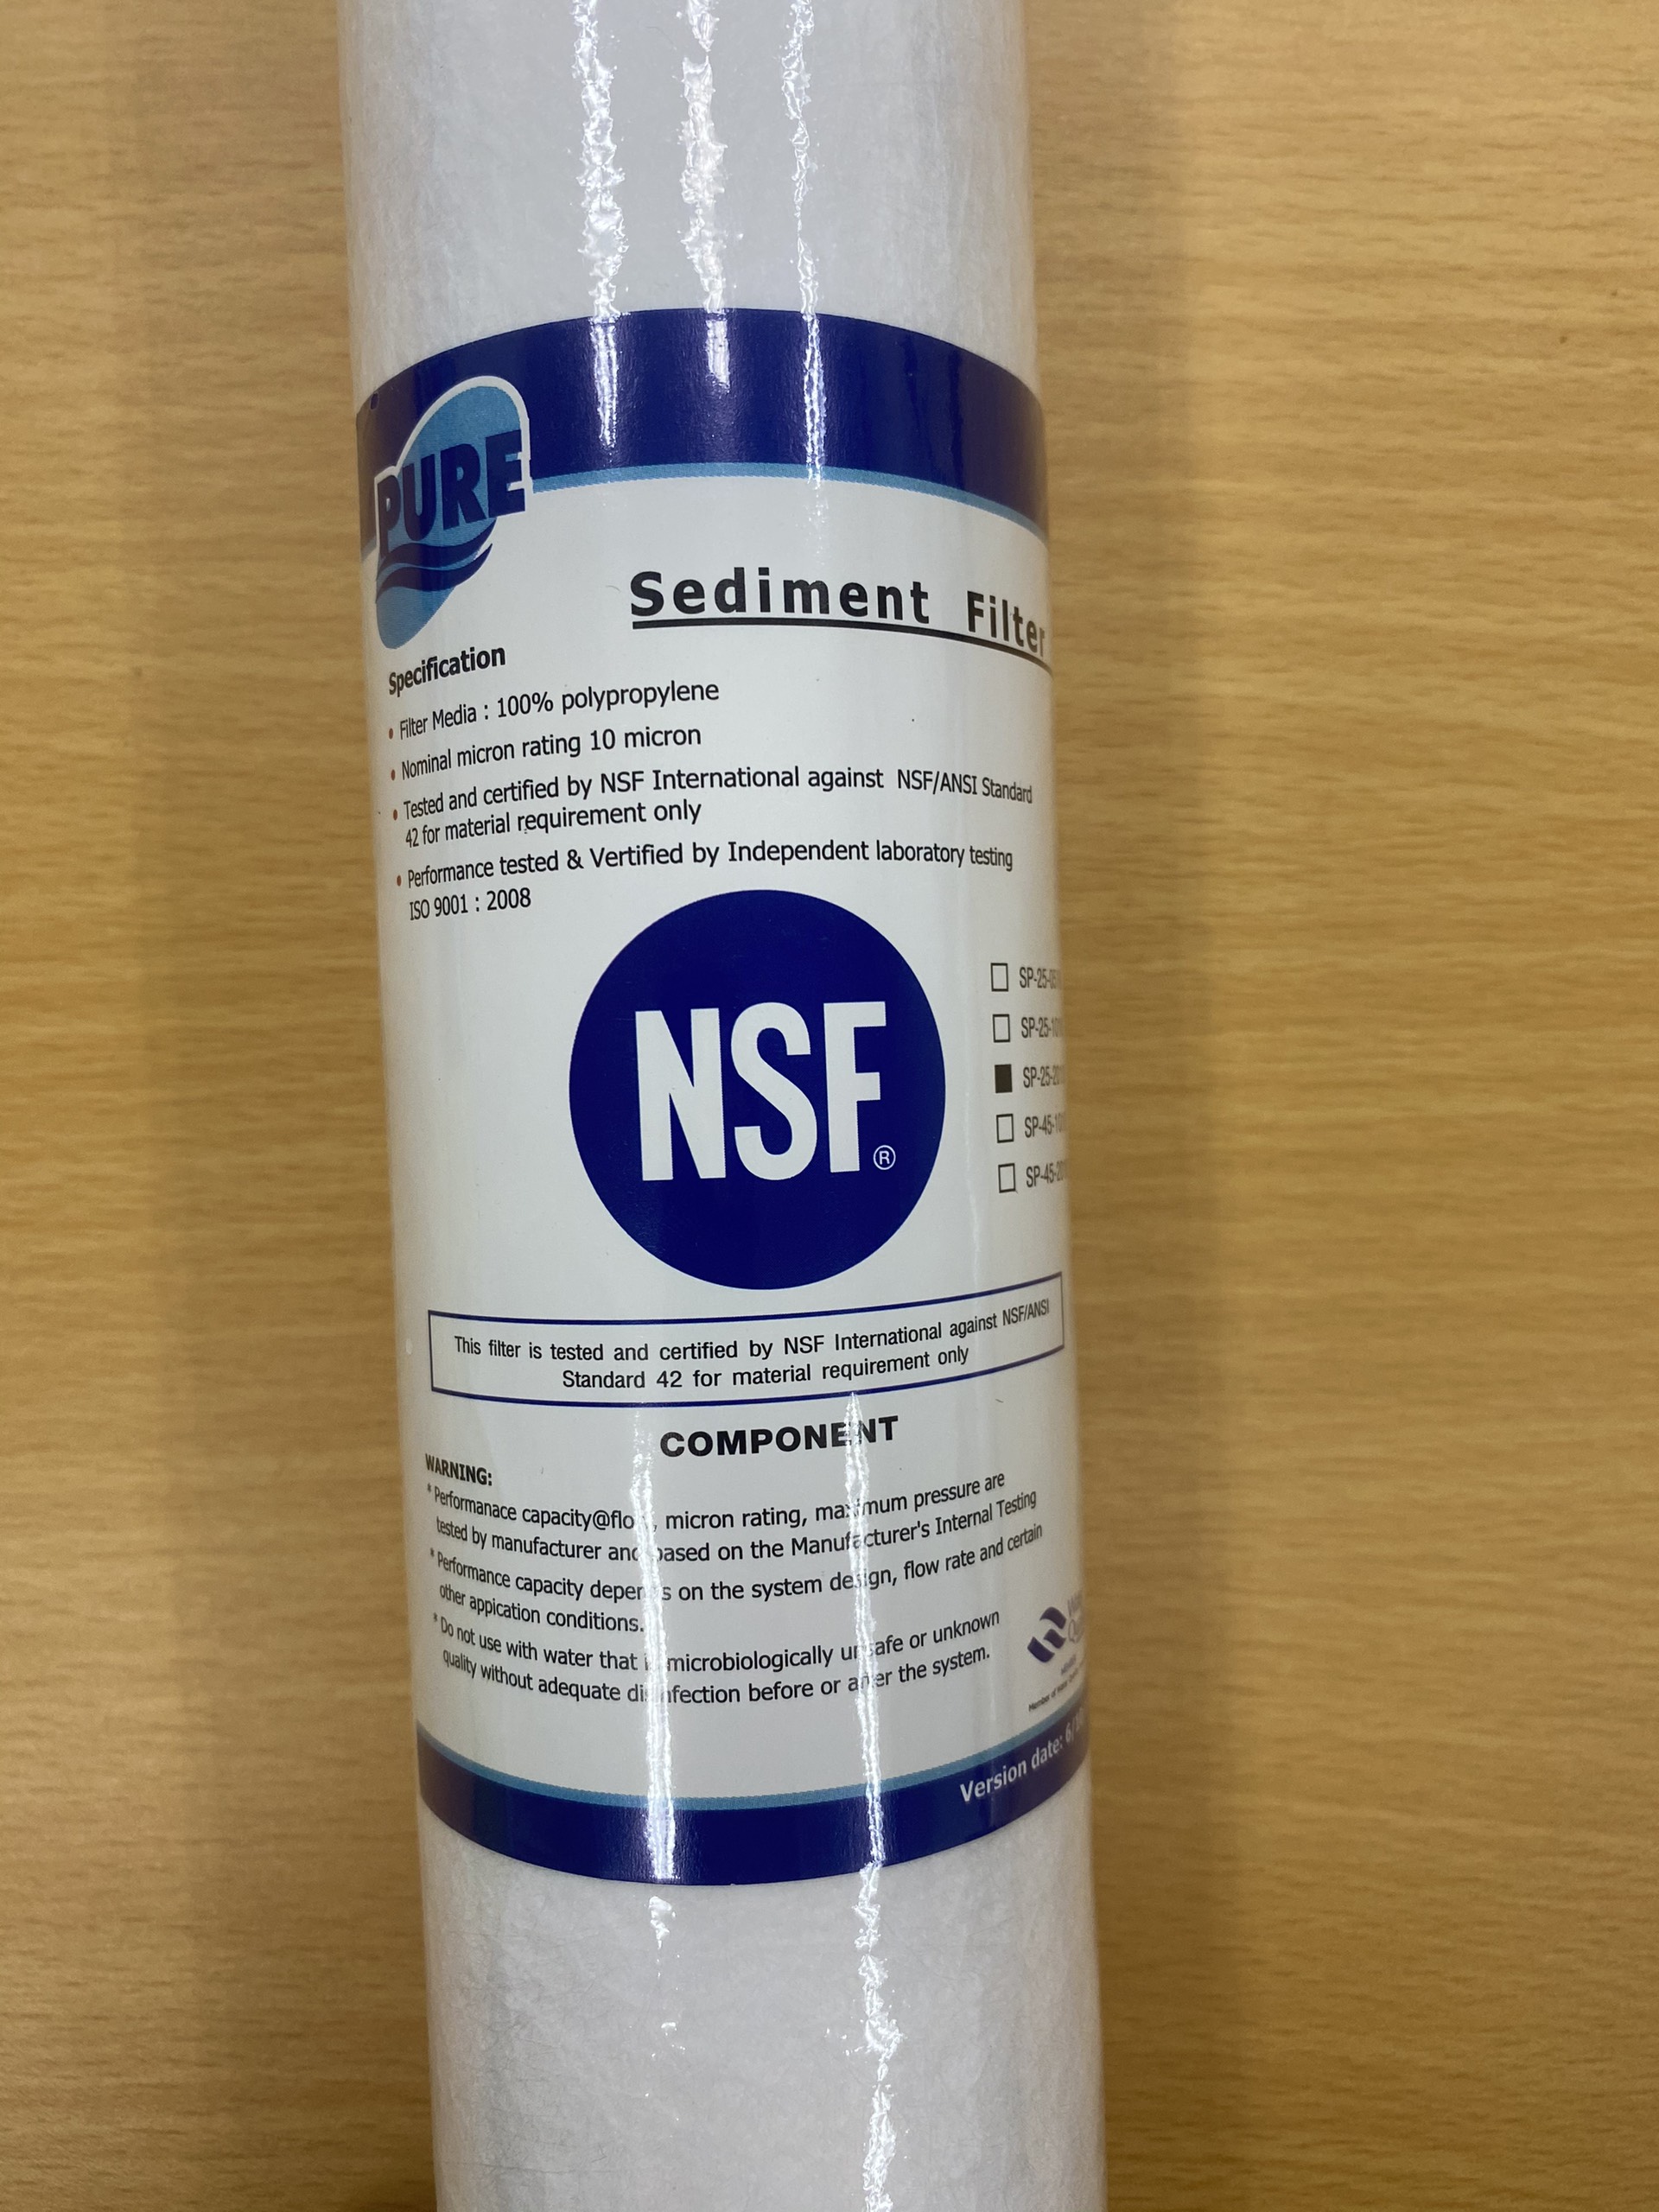 PURE
Sediment Filter
Specification
• Filter Media : 100% polypropylene
• Nominal micron rating 10 micron
• Tested and certified by NSF International against NSF/ANSI Standard
42 for material requirement only
• Performance tested & Vertified by Independent laboratory testing
ISO 9001 : 2008
NSF®
This filter is tested and certified by NSF International against NSF/ANSI
Standard 42 for material requirement only
COMPONENT
WARNING:
* Performanace micron rating, maximum pressure are
tested by manufacturer and based on the Manufacturer's Internal Testing
* Performance capacity depends on the system design, flow rate and certain
other appication conditions.
* Do not use with water that is microbiologically unsafe or unknown
quality without adequate disinfection before or after the system.
Version date: